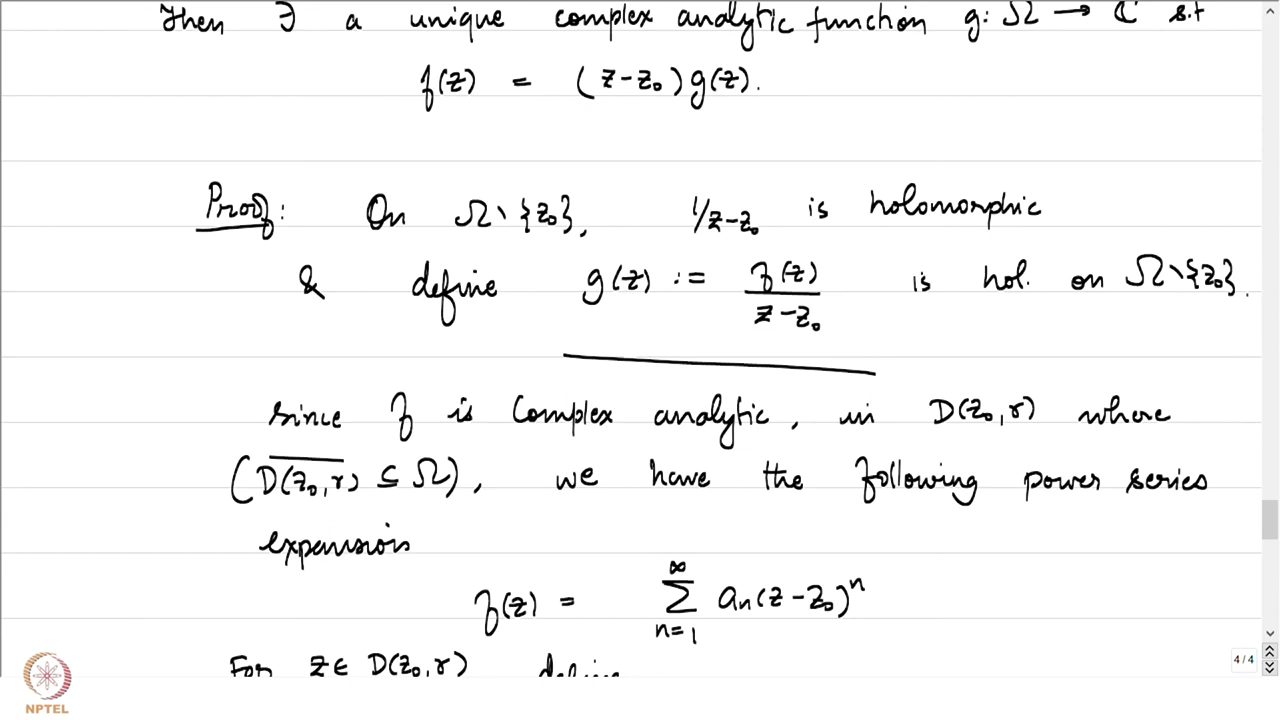 Then ∃ a unique complex analytic function g: Ω → ℂ s.t
f(z) = (z-z₀)g(z).
Proof: On Ω\{z₀}, 1/z-z₀ is holomorphic
& define g(z) := f(z)/z-z₀ is hol. on Ω\{z₀}.
since f is complex analytic, in D(z₀,r) where
(\overline{D(z₀,r)} ⊆ Ω), we have the following power series
expansion
f(z) = ∑_{n=1}^{∞} aₙ(z-z₀)ⁿ
4 / 4
For z ∈ D(z₀,r) define
NPTEL